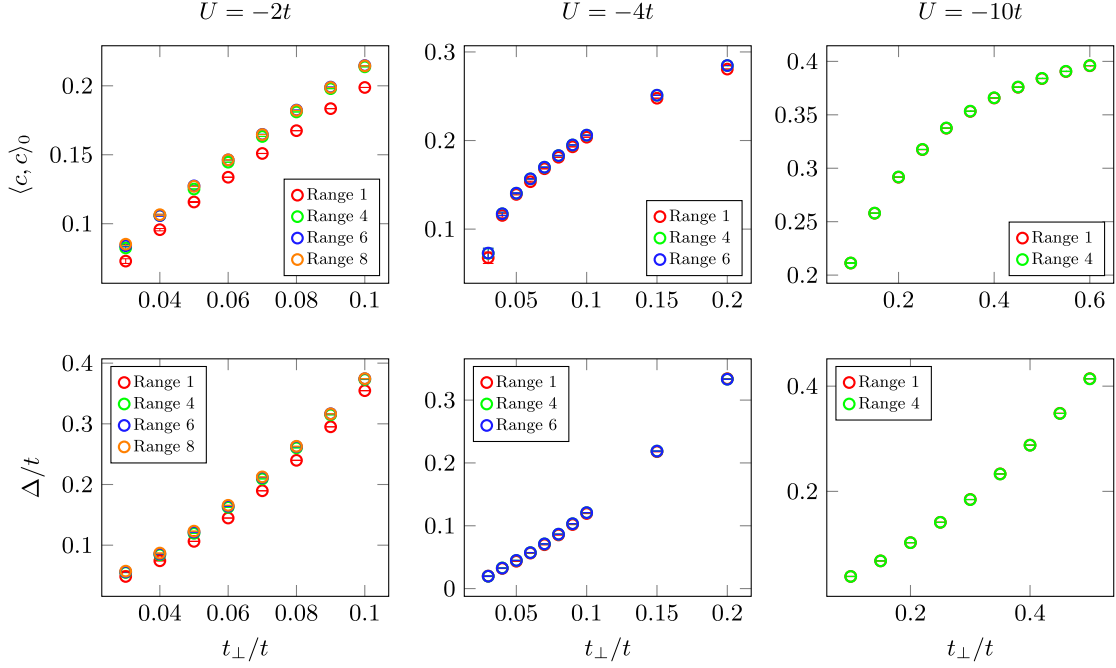 U = −2t
U = −4t
U = −10t
⟨c, c⟩₀
0.2
0.15
0.1
0.04 0.06 0.08 0.1
Range 1
Range 4
Range 6
Range 8
0.3
0.2
0.1
0.05 0.1 0.15 0.2
Range 1
Range 4
Range 6
0.4
0.35
0.3
0.25
0.2
0.2 0.4 0.6
Range 1
Range 4
Δ/t
0.4
0.3
0.2
0.1
0.04 0.06 0.08 0.1
t⊥/t
Range 1
Range 4
Range 6
Range 8
0.3
0.2
0.1
0
0.05 0.1 0.15 0.2
t⊥/t
Range 1
Range 4
Range 6
0.4
0.2
0.2 0.4
t⊥/t
Range 1
Range 4